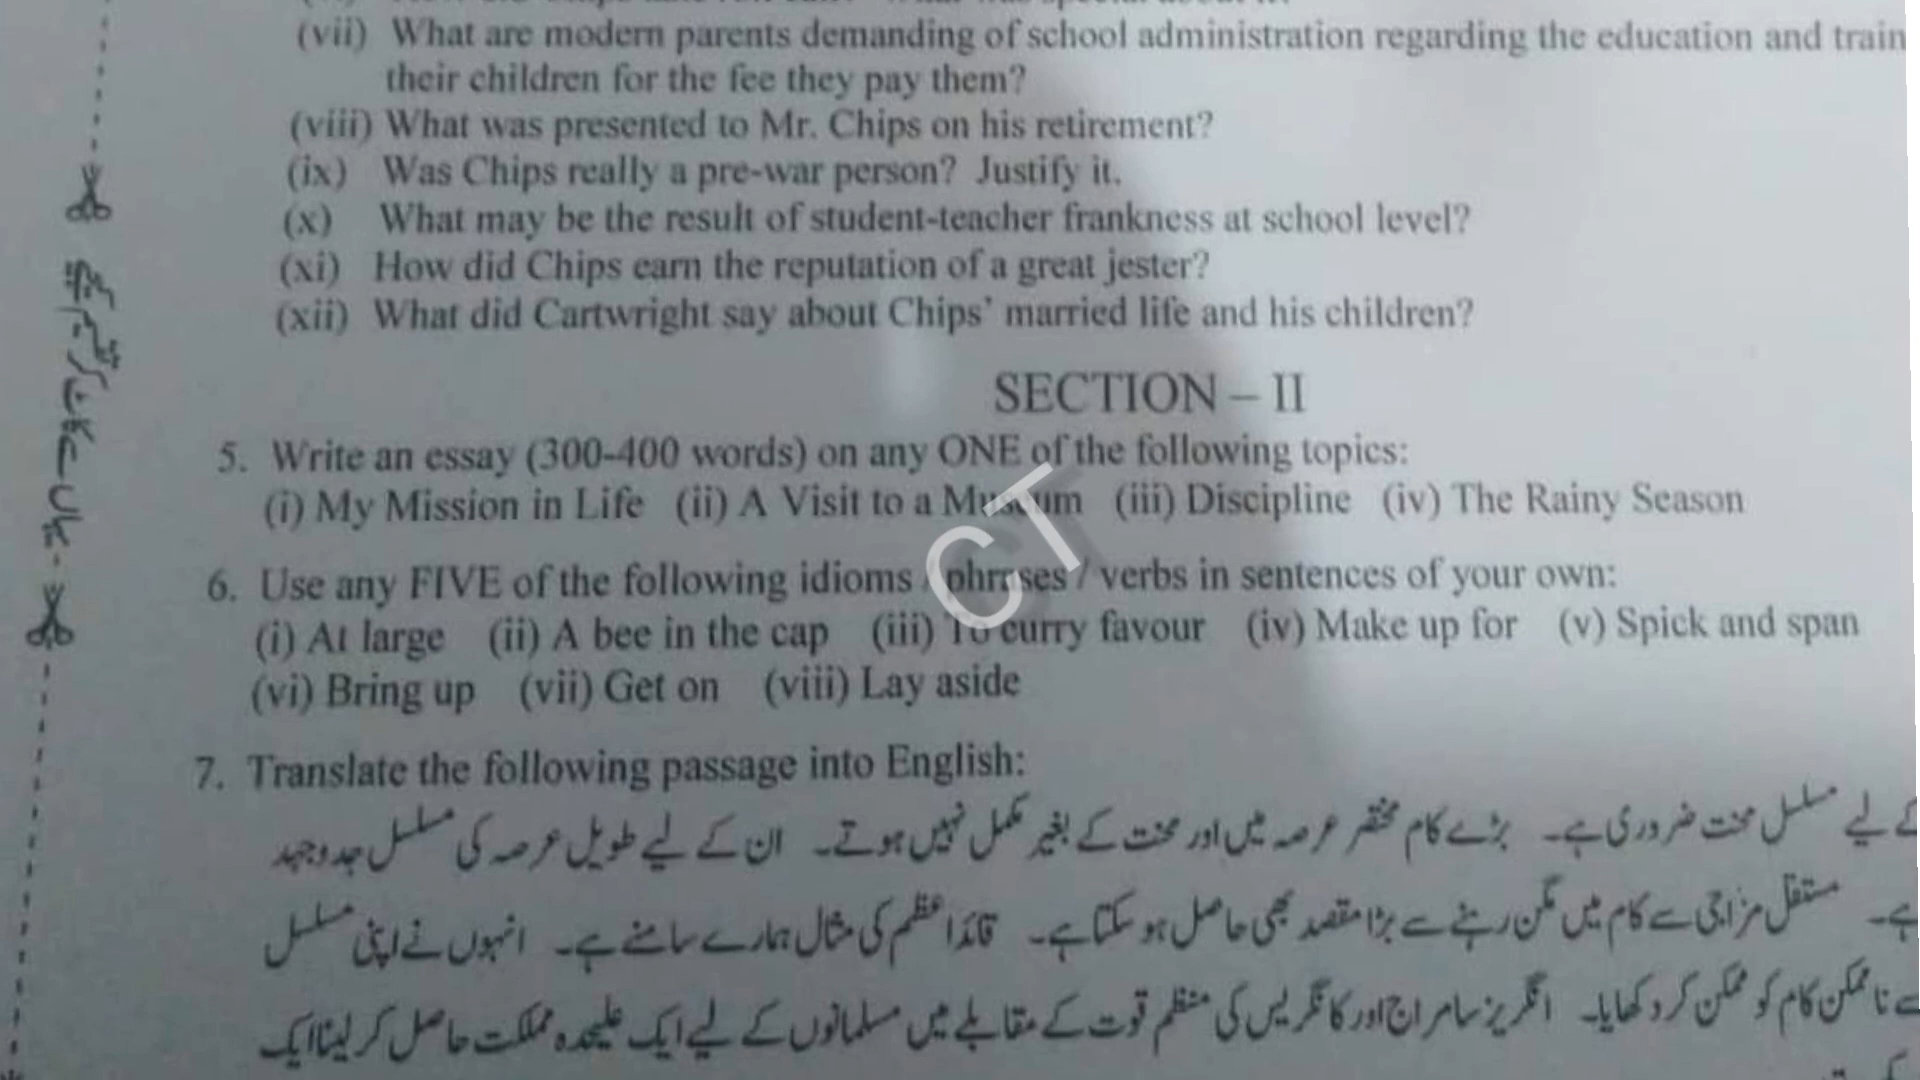 (vii) What are modern parents demanding of school administration regarding the education and train
their children for the fee they pay them?
(viii) What was presented to Mr. Chips on his retirement?
(ix) Was Chips really a pre-war person? Justify it.
(x) What may be the result of student-teacher frankness at school level?
(xi) How did Chips earn the reputation of a great jester?
(xii) What did Cartwright say about Chips' married life and his children?
SECTION – II
5. Write an essay (300-400 words) on any ONE of the following topics:
(i) My Mission in Life (ii) A Visit to a Museum (iii) Discipline (iv) The Rainy Season
6. Use any FIVE of the following idioms / phrases / verbs in sentences of your own:
(i) At large (ii) A bee in the cap (iii) To curry favour (iv) Make up for (v) Spick and span
(vi) Bring up (vii) Get on (viii) Lay aside
7. Translate the following passage into English:
کے لیے مسلسل محنت ضروری ہے۔ بڑے کام مختصر عرصہ میں اور محنت کے بغیر مکمل نہیں ہوتے۔ ان کے لیے طویل عرصہ کی مسلسل جدوجہد
ہے۔ مستقل مزاجی سے کام میں مگن رہنے سے بڑا مقصد بھی حاصل ہو سکتا ہے۔ قائداعظم کی مثال ہمارے سامنے ہے۔ انہوں نے اپنی مسلسل
سے ناممکن کام کو ممکن کر دکھایا۔ انگریز سامراج اور کانگریس کی منظم قوت کے مقابلے میں مسلمانوں کے لیے ایک علیحدہ مملکت حاصل کر لینا ایک
یہاں سے کاٹ کر
CT